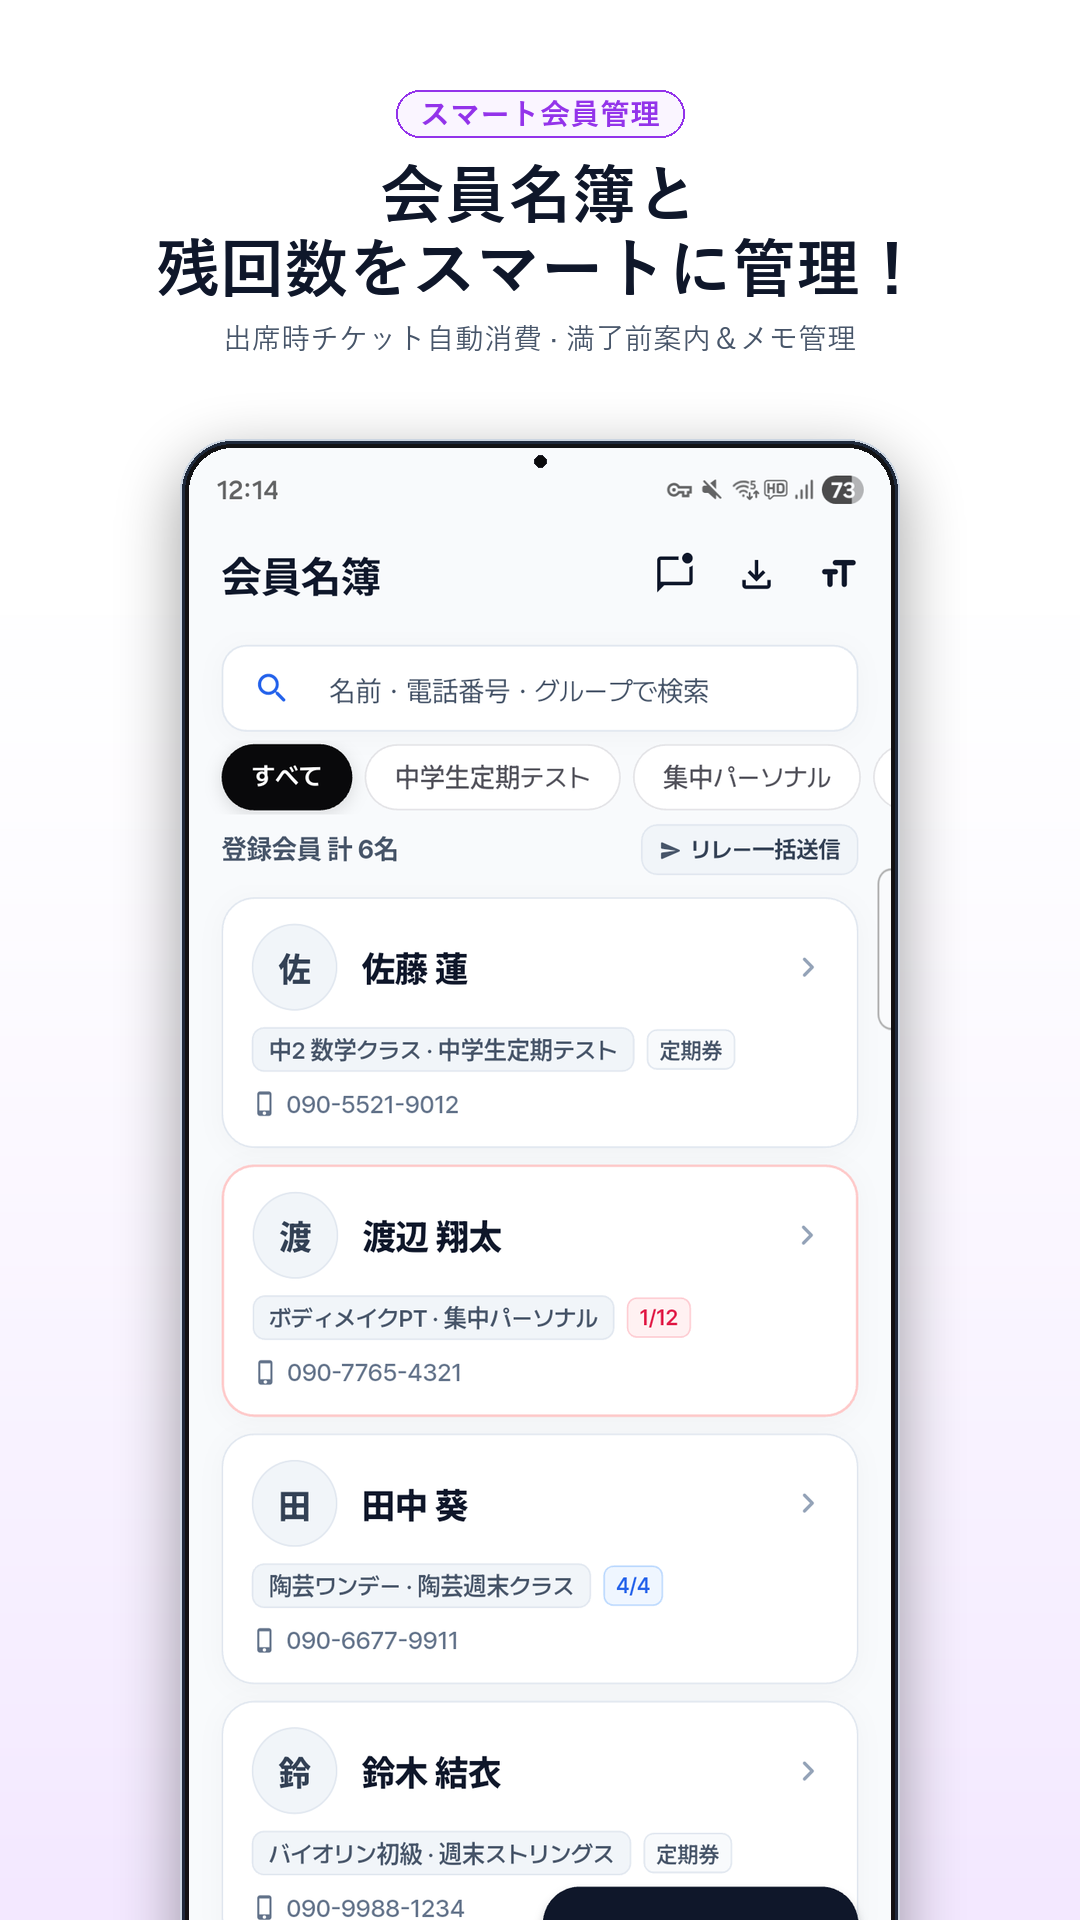 スマート会員管理
会員名簿と
残回数をスマートに管理！
出席時チケット自動消費・満了前案内＆メモ管理
12:14
5 HD 73
会員名簿
TT
名前・電話番号・グループで検索
すべて 中学生定期テスト 集中パーソナル
登録会員 計 6名 リレー一括送信
佐 佐藤 蓮
中2 数学クラス・中学生定期テスト 定期券
090-5521-9012
渡 渡辺 翔太
ボディメイクPT・集中パーソナル 1/12
090-7765-4321
田 田中 葵
陶芸ワンデー・陶芸週末クラス 4/4
090-6677-9911
鈴 鈴木 結衣
バイオリン初級・週末ストリングス 定期券
090-9988-1234